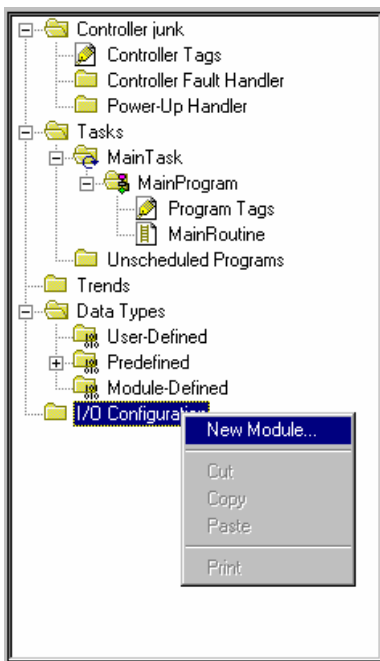 Controller junk
Controller Tags
Controller Fault Handler
Power-Up Handler
Tasks
MainTask
MainProgram
Program Tags
MainRoutine
Unscheduled Programs
Trends
Data Types
User-Defined
Predefined
Module-Defined
I/O Configuration
New Module...
Cut
Copy
Paste
Print